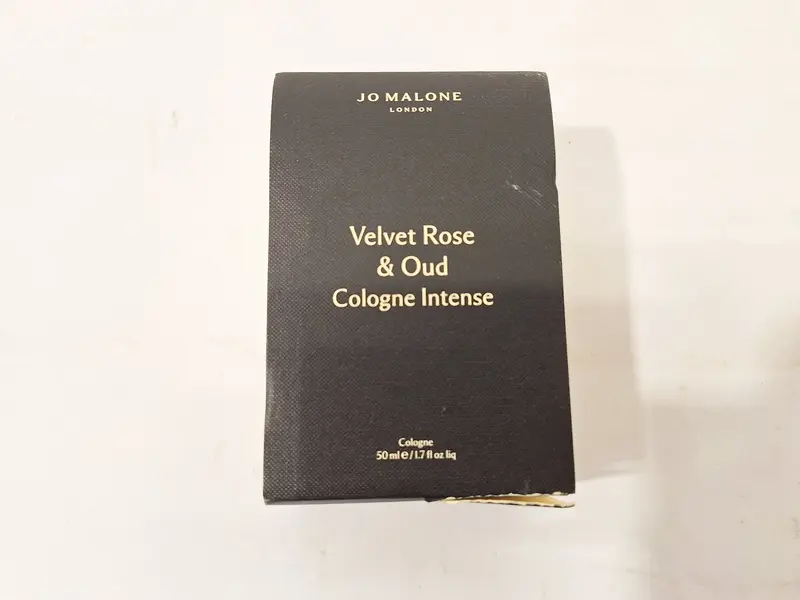 JO MALONE
LONDON
Velvet Rose
& Oud
Cologne Intense
Cologne
50 ml e / 1.7 fl oz liq